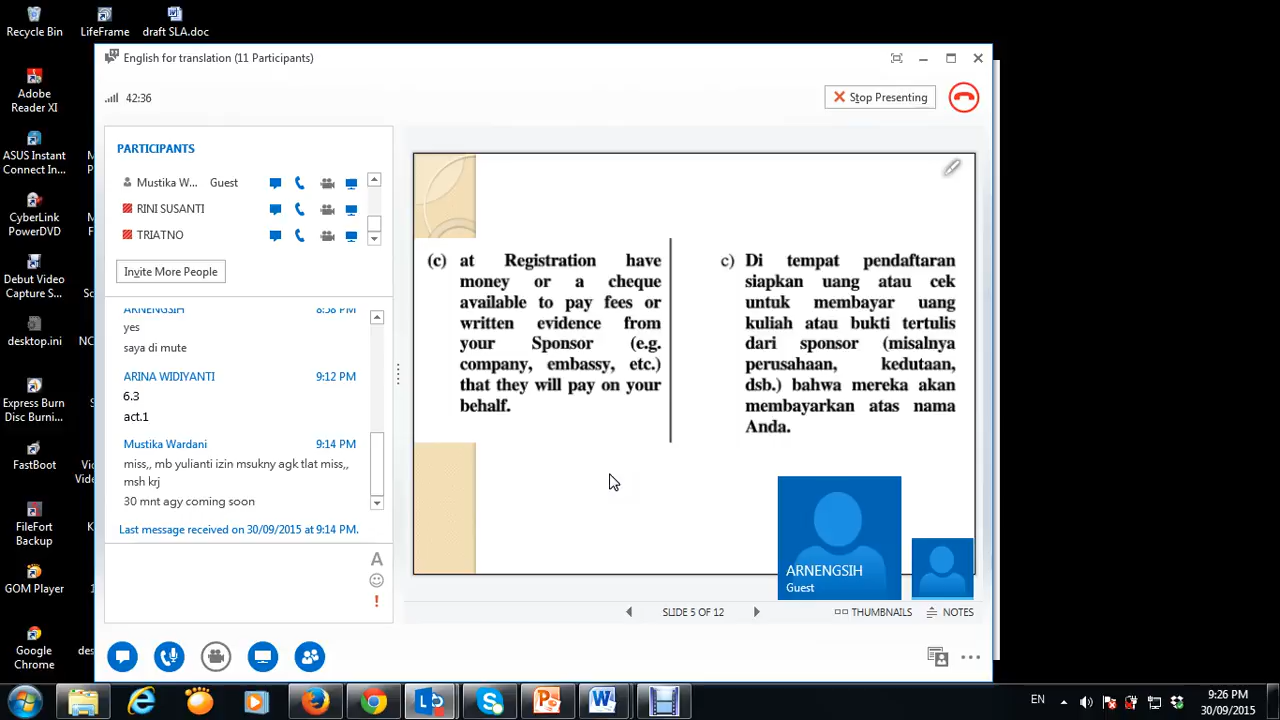 Recycle Bin
LifeFrame
draft SLA.doc
Adobe
Reader XI
ASUS Instant
Connect In...
CyberLink
PowerDVD
Debut Video
Capture S...
desktop.ini
Express Burn
Disc Burnin...
FastBoot
FileFort
Backup
GOM Player
Google
Chrome
English for translation (11 Participants)
42:36
Stop Presenting
PARTICIPANTS
Mustika W... Guest
RINI SUSANTI
TRIATNO
Invite More People
ARNENGSIH 8:58 PM
yes
saya di mute
ARINA WIDIYANTI 9:12 PM
6.3
act.1
Mustika Wardani 9:14 PM
miss,, mb yulianti izin msukny agk tlat miss,,
msh krj
30 mnt agy coming soon
Last message received on 30/09/2015 at 9:14 PM.
A
(c) at Registration have
money or a cheque
available to pay fees or
written evidence from
your Sponsor (e.g.
company, embassy, etc.)
that they will pay on your
behalf.
c) Di tempat pendaftaran
siapkan uang atau cek
untuk membayar uang
kuliah atau bukti tertulis
dari sponsor (misalnya
perusahaan, kedutaan,
dsb.) bahwa mereka akan
membayarkan atas nama
Anda.
ARNENGSIH
Guest
SLIDE 5 OF 12
THUMBNAILS
NOTES
EN
9:26 PM
30/09/2015